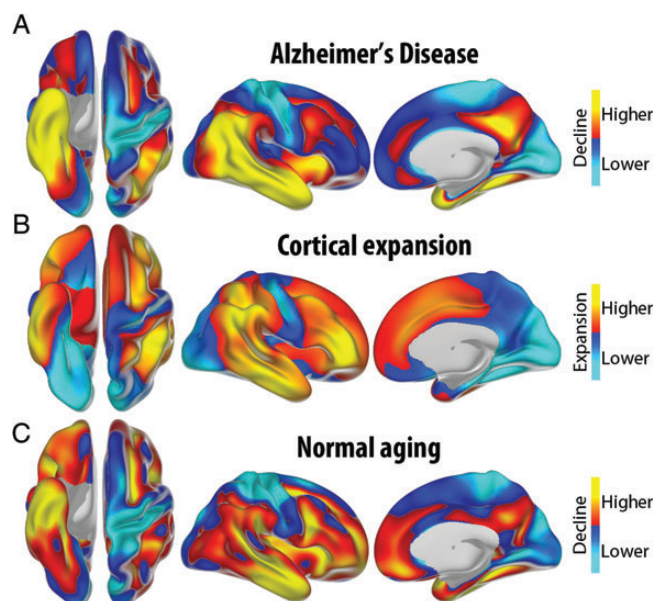 A
Alzheimer's Disease
Decline
Higher
Lower
B
Cortical expansion
Expansion
Higher
Lower
C
Normal aging
Decline
Higher
Lower